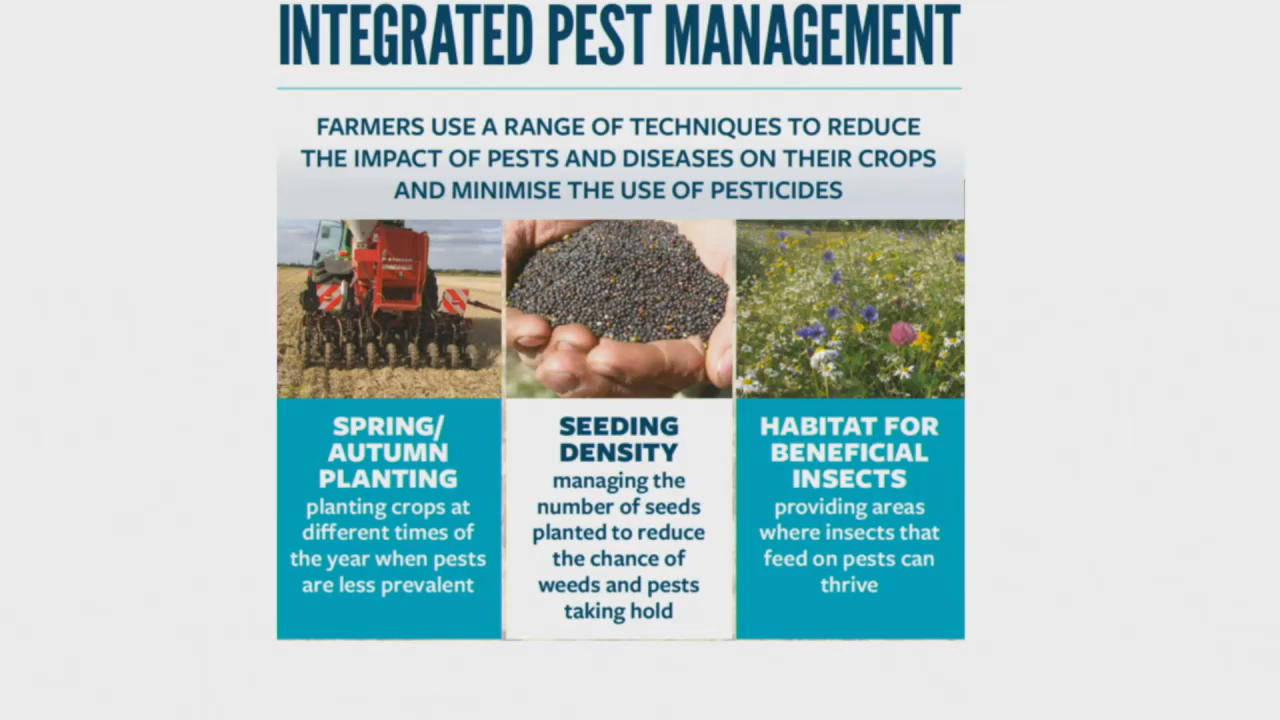 INTEGRATED PEST MANAGEMENT
FARMERS USE A RANGE OF TECHNIQUES TO REDUCE
THE IMPACT OF PESTS AND DISEASES ON THEIR CROPS
AND MINIMISE THE USE OF PESTICIDES
SPRING/
AUTUMN
PLANTING
planting crops at
different times of
the year when pests
are less prevalent
SEEDING
DENSITY
managing the
number of seeds
planted to reduce
the chance of
weeds and pests
taking hold
HABITAT FOR
BENEFICIAL
INSECTS
providing areas
where insects that
feed on pests can
thrive